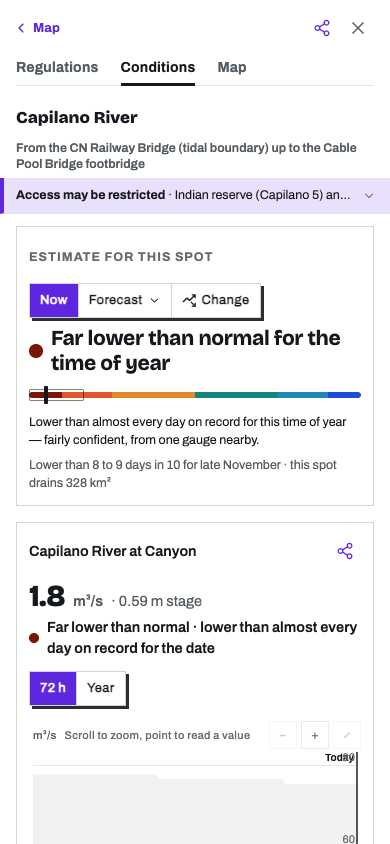 Map
Regulations Conditions Map
Capilano River
From the CN Railway Bridge (tidal boundary) up to the Cable
Pool Bridge footbridge
Access may be restricted · Indian reserve (Capilano 5) an...
ESTIMATE FOR THIS SPOT
Now Forecast Change
Far lower than normal for the
time of year
Lower than almost every day on record for this time of year
— fairly confident, from one gauge nearby.
Lower than 8 to 9 days in 10 for late November · this spot
drains 328 km²
Capilano River at Canyon
1.8 m³/s · 0.59 m stage
Far lower than normal · lower than almost every
day on record for the date
72 h Year
m³/s Scroll to zoom, point to read a value − +
Today
60